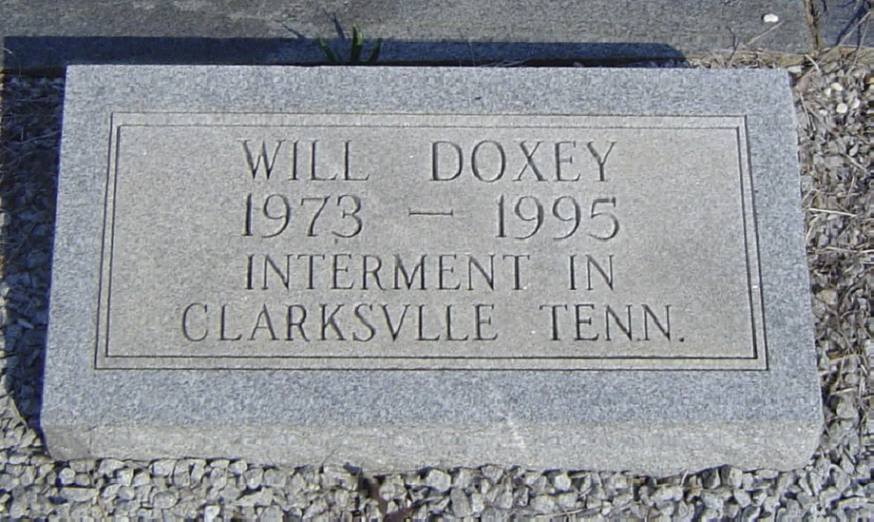 WILL DOXEY
1973 — 1995
INTERMENT IN
CLARKSVLLE TENN.